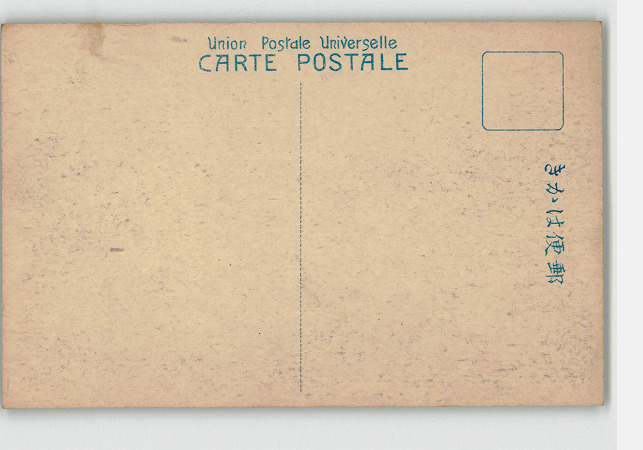 Union Postale Universelle
CARTE POSTALE
きかは便郵